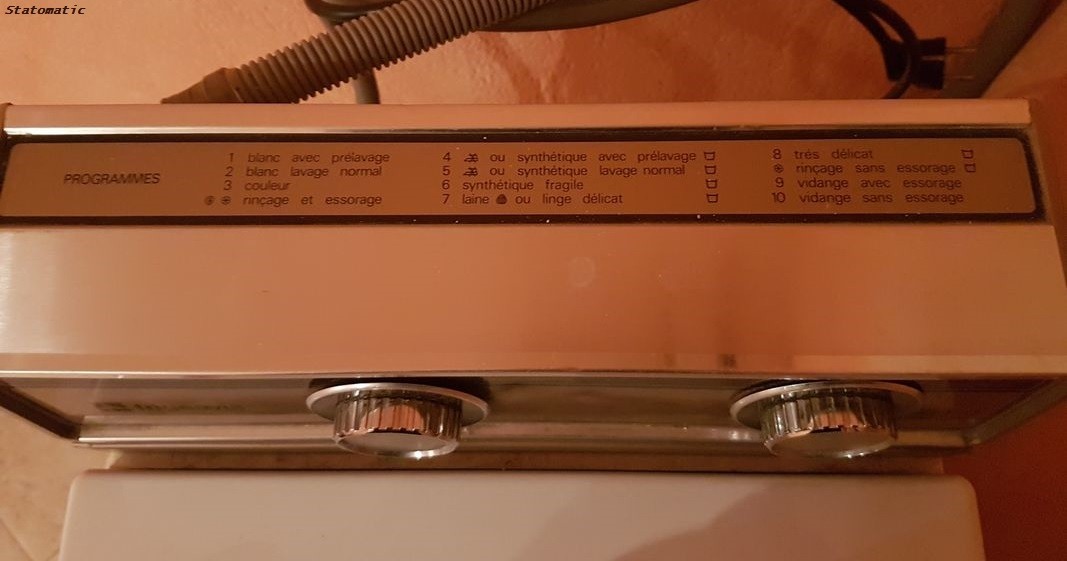 Statomatic
PROGRAMMES
1 blanc avec prélavage
2 blanc lavage normal
3 couleur
rinçage et essorage
4 ou synthétique avec prélavage
5 ou synthétique lavage normal
6 synthétique fragile
7 laine ou linge délicat
8 trés délicat
rinçage sans essorage
9 vidange avec essorage
10 vidange sans essorage